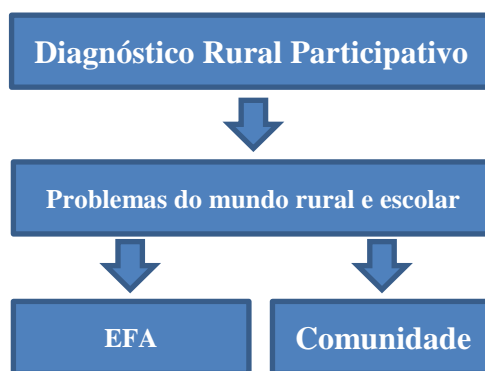 Diagnóstico Rural Participativo
Problemas do mundo rural e escolar
EFA
Comunidade